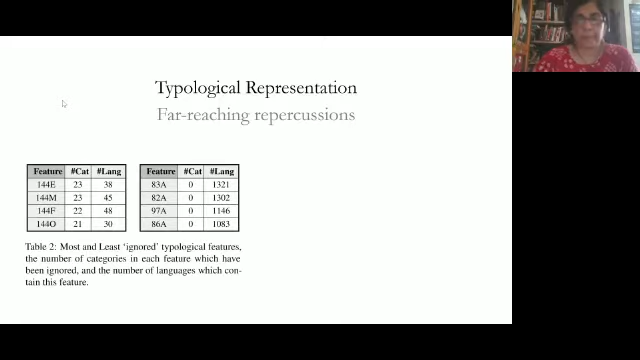 Typological Representation
Far-reaching repercussions
Feature #Cat #Lang
144E 23 38
144M 23 45
144F 22 48
144O 21 30
Feature #Cat #Lang
83A 0 1321
82A 0 1302
97A 0 1146
86A 0 1083
Table 2: Most and Least ‘ignored’ typological features,
the number of categories in each feature which have
been ignored, and the number of languages which con-
tain this feature.